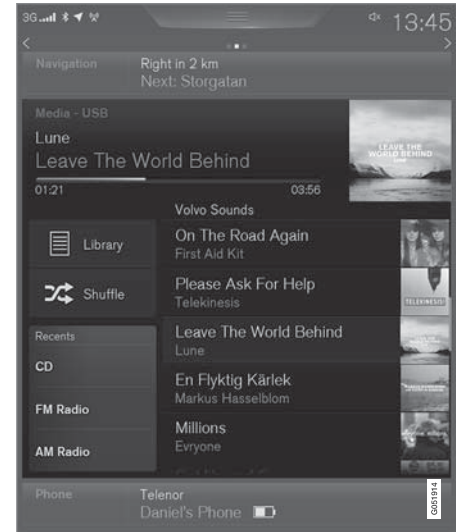 3G
13:45
Navigation
Right in 2 km
Next: Storgatan
Media - USB
Lune
Leave The World Behind
01:21
03:56
LEAVE THE
WORLD BEHIND
Volvo Sounds
Library
Shuffle
On The Road Again
First Aid Kit
Please Ask For Help
Telekinesis
TELEKINESIS!
Leave The World Behind
Lune
En Flyktig Kärlek
Markus Hasselblom
Millions
Evryone
Recents
CD
FM Radio
AM Radio
Phone
Telenor
Daniel's Phone
G051914